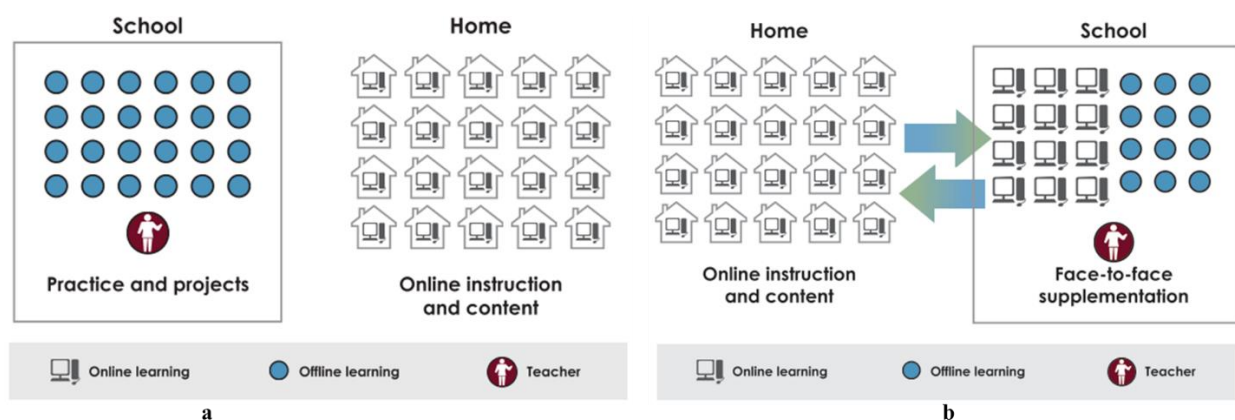 School
Practice and projects
Home
Online instruction
and content
Online learning
Offline learning
Teacher
a
Home
Online instruction
and content
School
Face-to-face
supplementation
Online learning
Offline learning
Teacher
b